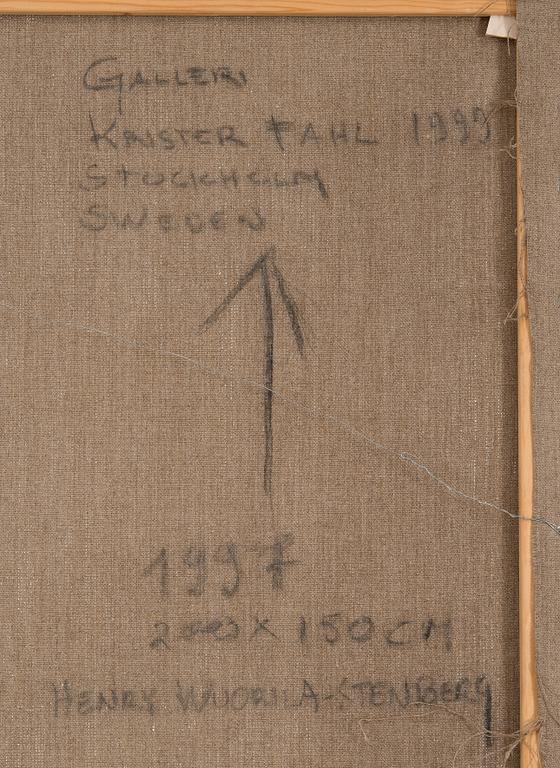 GALLERI
KRISTER FAHL 1999
STOCKHOLM
SWEDEN
1997
200 X 150 CM
HENRY WUORILA-STENBERG